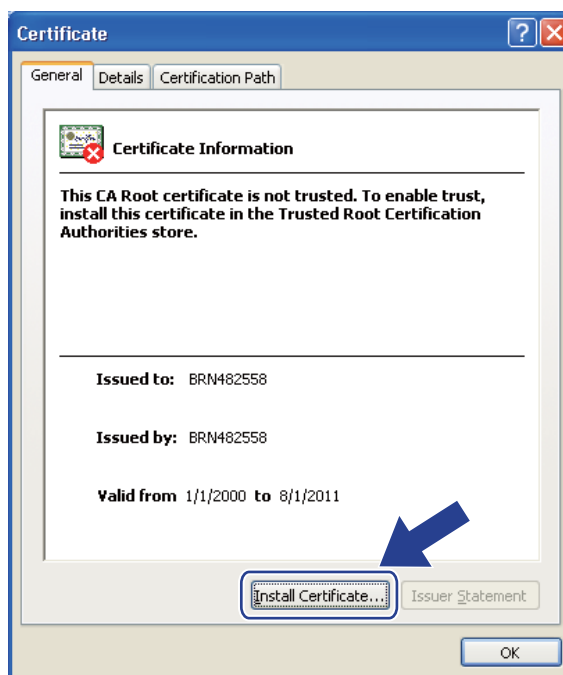 Certificate
General Details Certification Path
Certificate Information
This CA Root certificate is not trusted. To enable trust,
install this certificate in the Trusted Root Certification
Authorities store.
Issued to: BRN482558
Issued by: BRN482558
Valid from 1/1/2000 to 8/1/2011
Install Certificate... Issuer Statement
OK